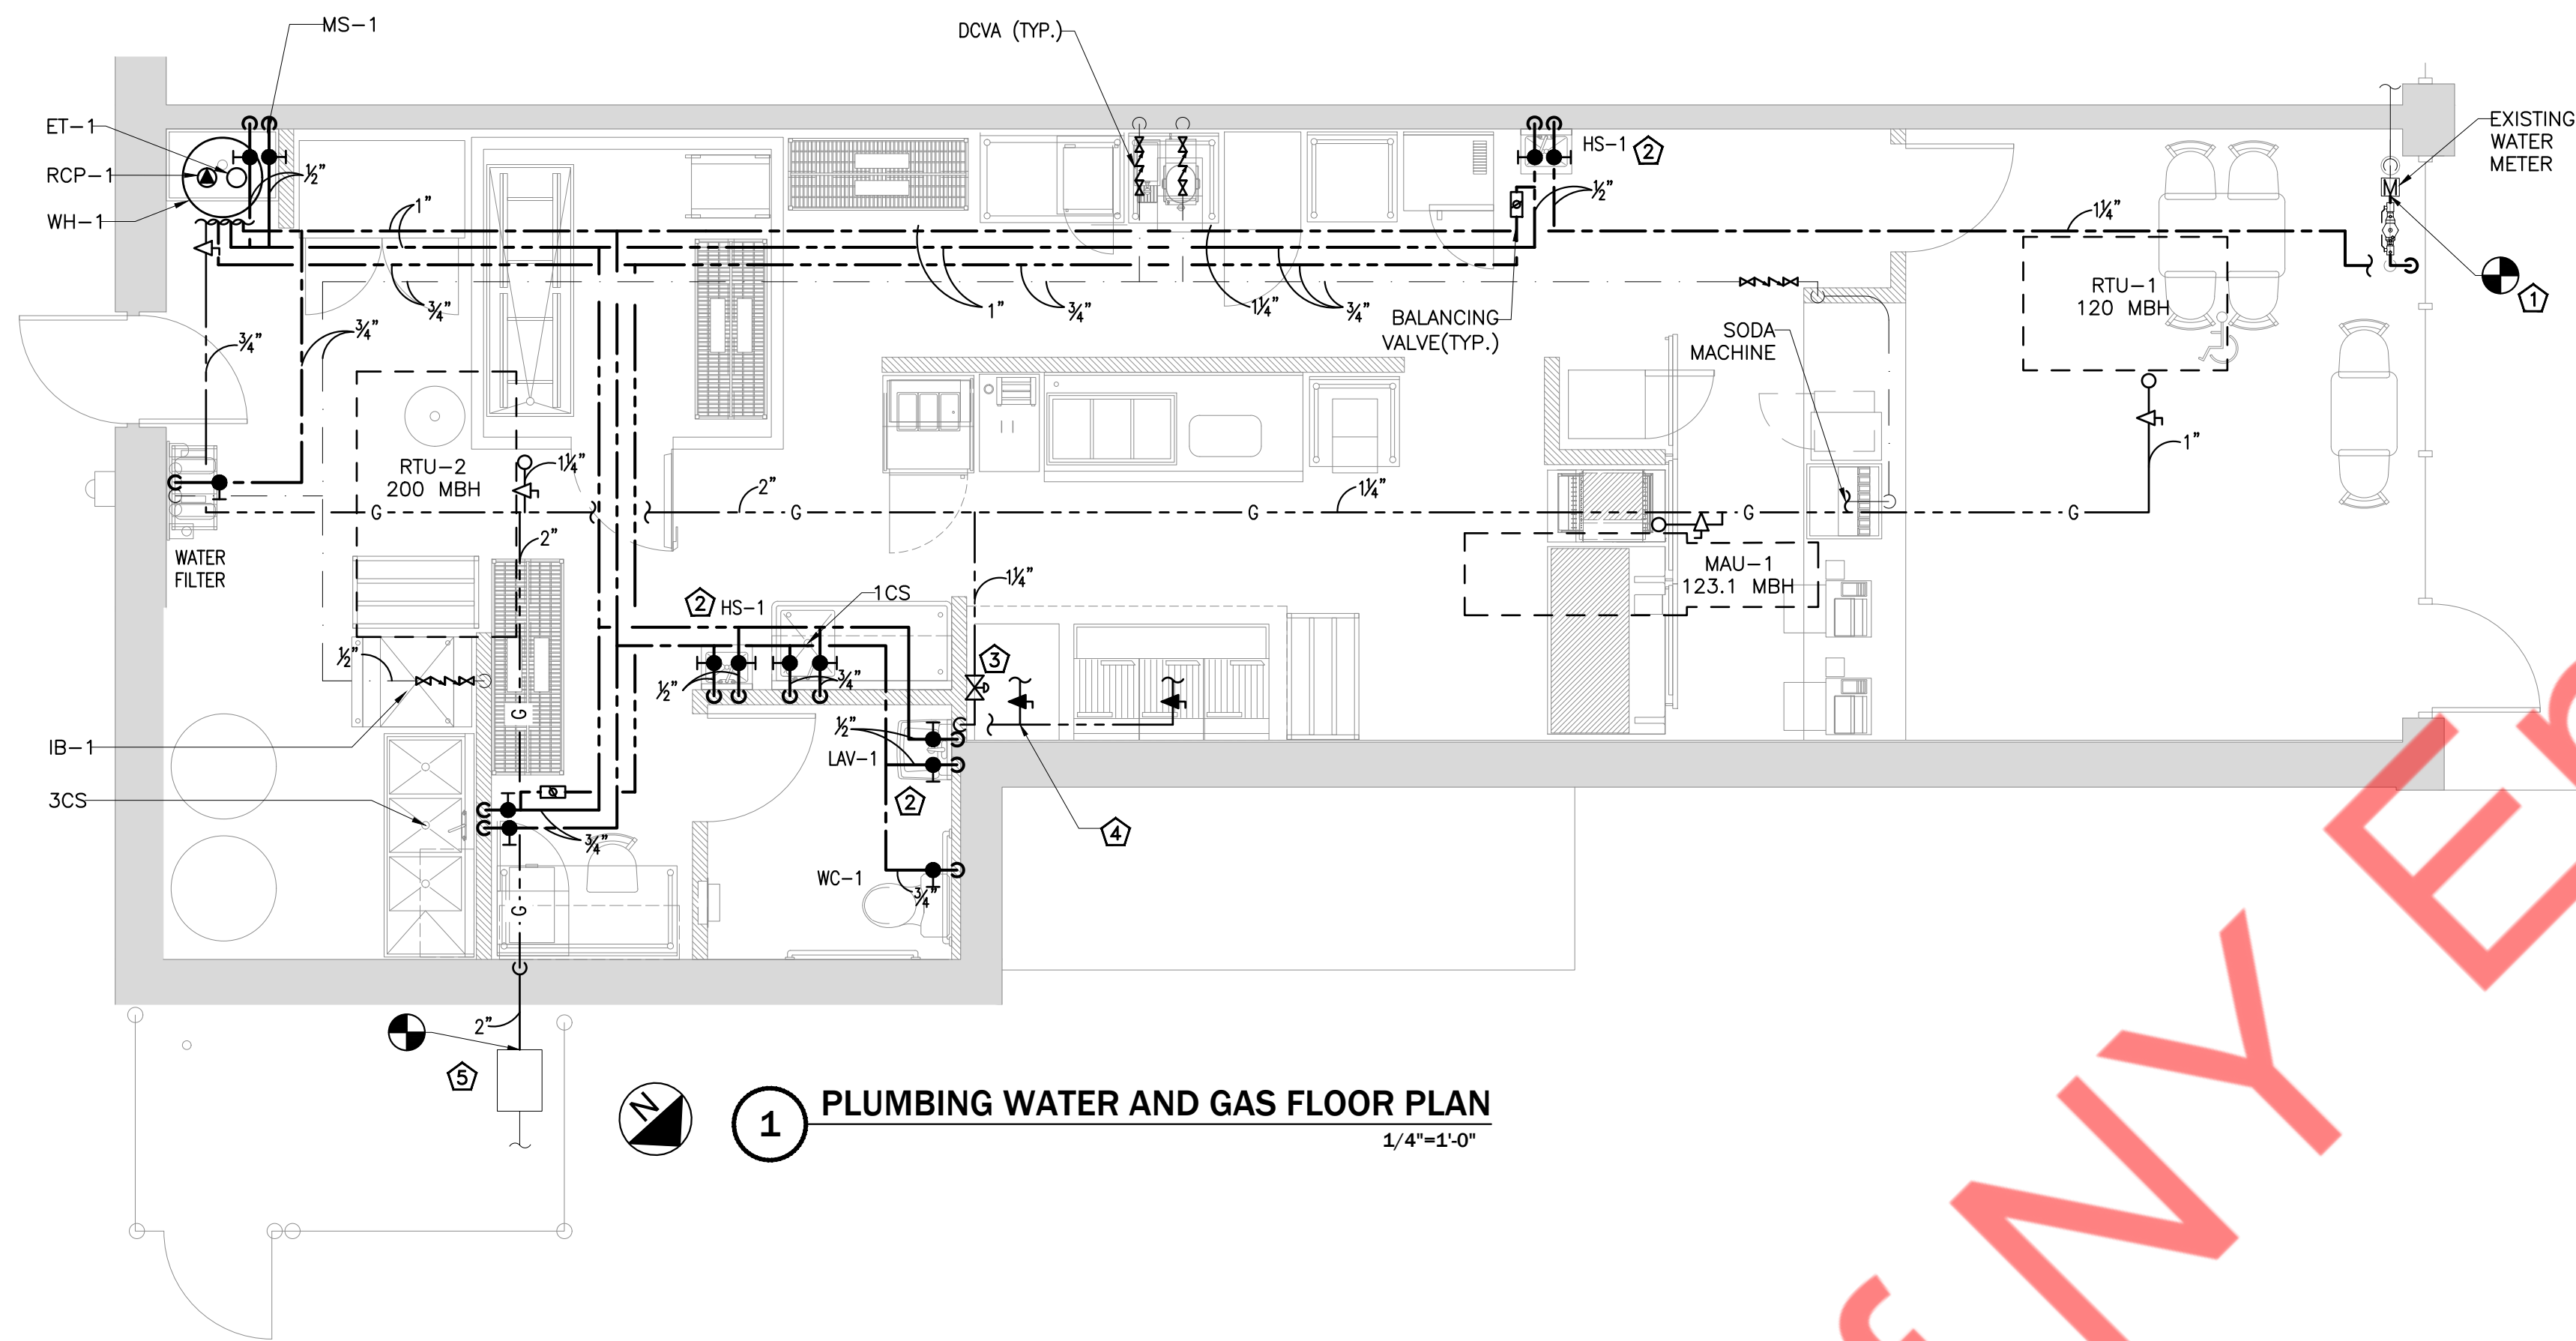 MS-1
DCVA (TYP.)
ET-1
RCP-1
WH-1
½"
HS-1 2
½"
EXISTING
WATER
METER
M
1"
1¼"
¾"
1"
¾"
1¼"
¾"
BALANCING
VALVE(TYP.)
RTU-1
120 MBH
1
SODA
MACHINE
¾"
¾"
1"
RTU-2
200 MBH
1¼"
2"
1¼"
G
G
G
G
G
WATER
FILTER
2"
MAU-1
123.1 MBH
1¼"
2 HS-1
1CS
½"
3
½"
¾"
G
IB-1
½"
LAV-1
2
3CS
4
¾"
WC-1
¾"
G
2"
5
N
1
PLUMBING WATER AND GAS FLOOR PLAN
1/4"=1'-0"
NY En
f